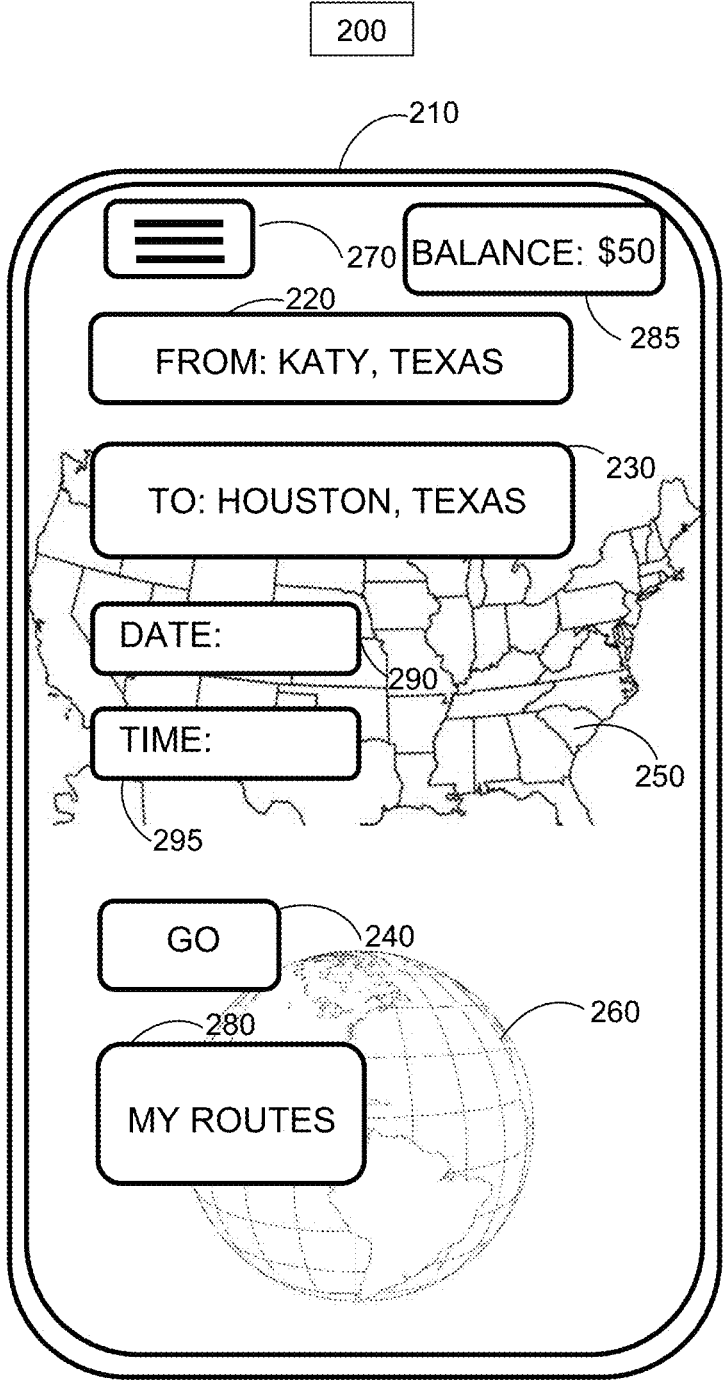 200
210
270
BALANCE: $50
285
220
FROM: KATY, TEXAS
230
TO: HOUSTON, TEXAS
DATE:
290
TIME:
250
295
GO
240
260
280
MY ROUTES